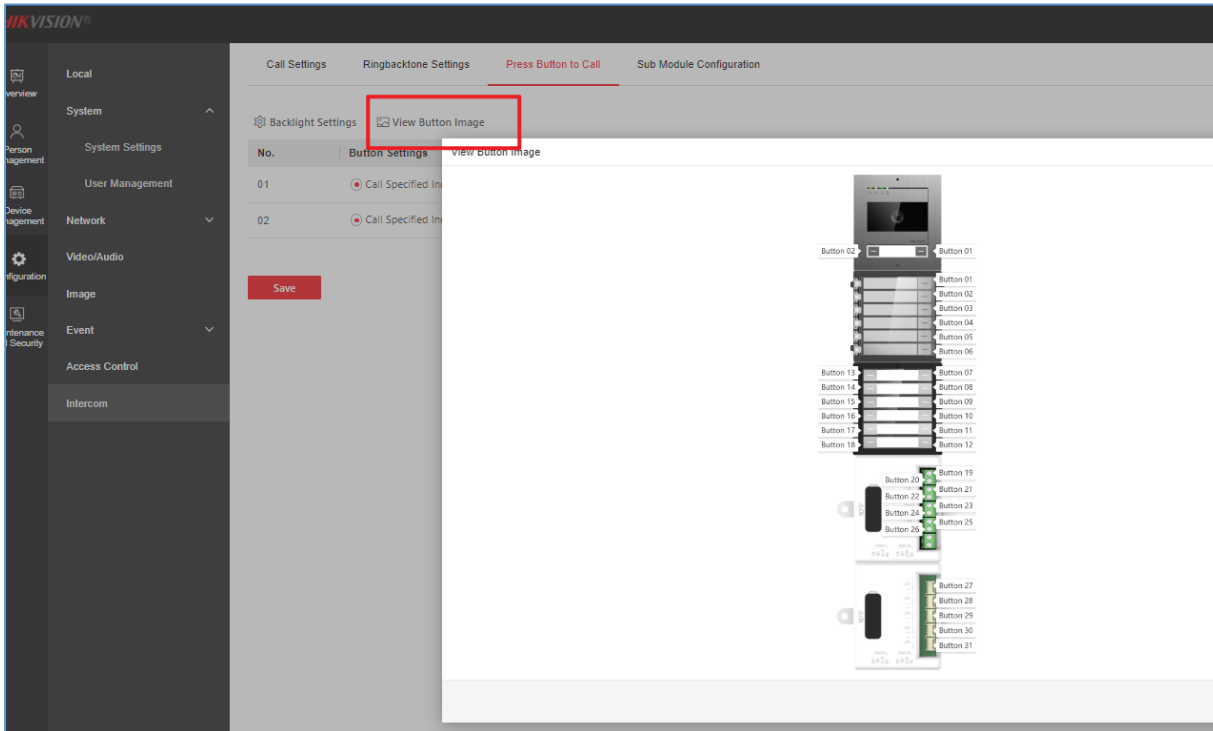 HIKVISION®
Call Settings Ringbacktone Settings Press Button to Call Sub Module Configuration
verview
Local
System
Backlight Settings View Button Image
Person
nagement
System Settings
No. Button Settings View Button Image
User Management
01 Call Specified In
Device
nagement
Network
02 Call Specified In
nfiguration
Video/Audio
Save
Image
ntenance
l Security
Event
Access Control
Intercom
Button 02 Button 01
Button 01
Button 02
Button 03
Button 04
Button 05
Button 06
Button 13 Button 07
Button 14 Button 08
Button 15 Button 09
Button 16 Button 10
Button 17 Button 11
Button 18 Button 12
Button 20 Button 19
Button 22 Button 21
Button 24 Button 23
Button 26 Button 25
Button 27
Button 28
Button 29
Button 30
Button 31